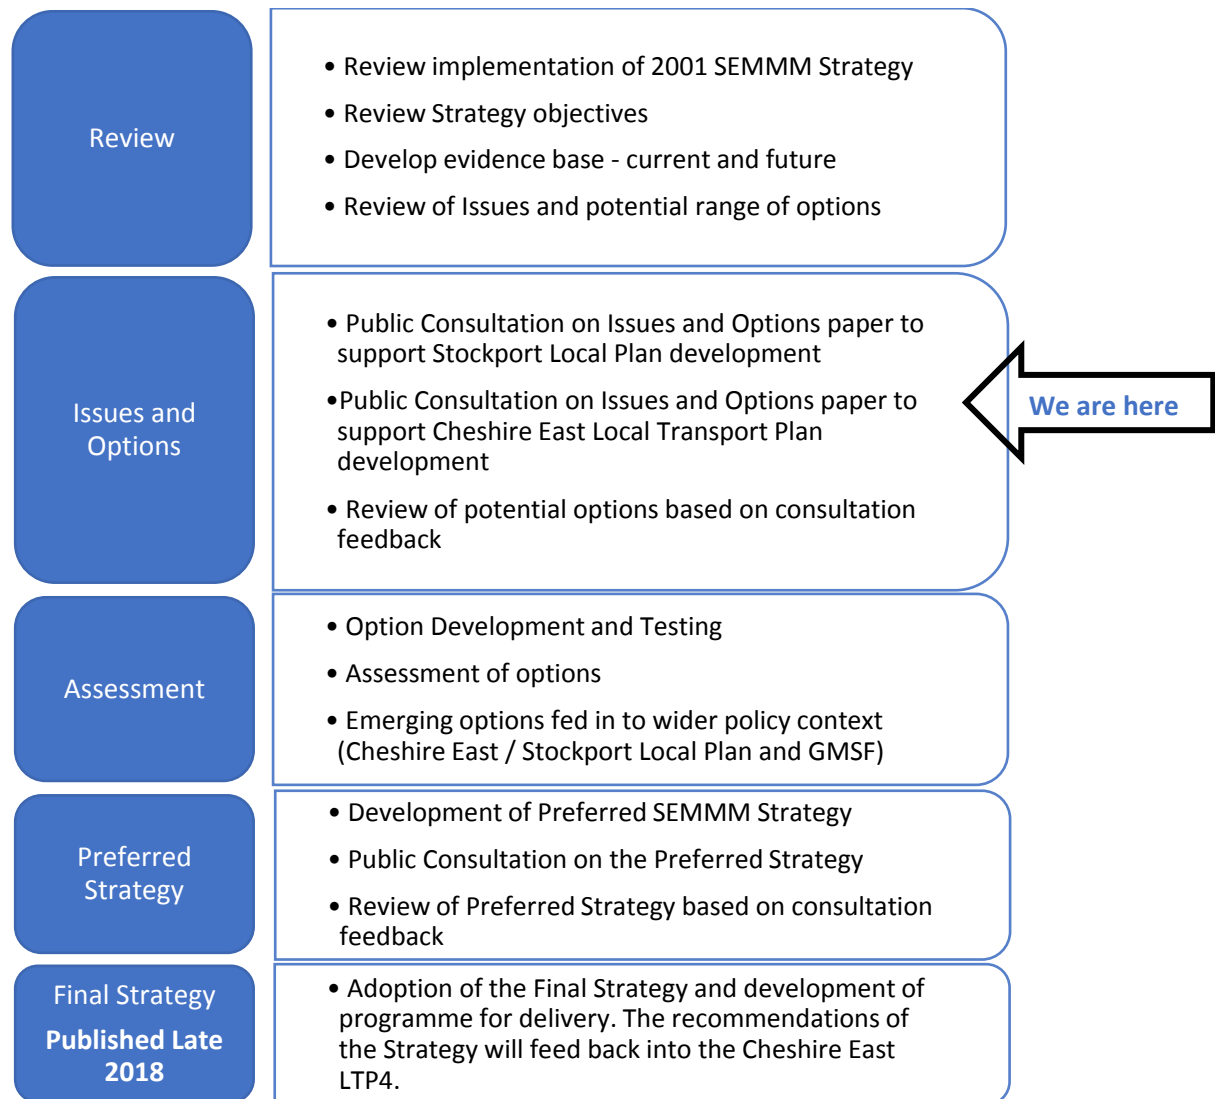 Review
• Review implementation of 2001 SEMMM Strategy
• Review Strategy objectives
• Develop evidence base - current and future
• Review of Issues and potential range of options
Issues and
Options
• Public Consultation on Issues and Options paper to
support Stockport Local Plan development
•Public Consultation on Issues and Options paper to
support Cheshire East Local Transport Plan
development
• Review of potential options based on consultation
feedback
We are here
Assessment
• Option Development and Testing
• Assessment of options
• Emerging options fed in to wider policy context
(Cheshire East / Stockport Local Plan and GMSF)
Preferred
Strategy
• Development of Preferred SEMMM Strategy
• Public Consultation on the Preferred Strategy
• Review of Preferred Strategy based on consultation
feedback
Final Strategy
Published Late
2018
• Adoption of the Final Strategy and development of
programme for delivery. The recommendations of
the Strategy will feed back into the Cheshire East
LTP4.